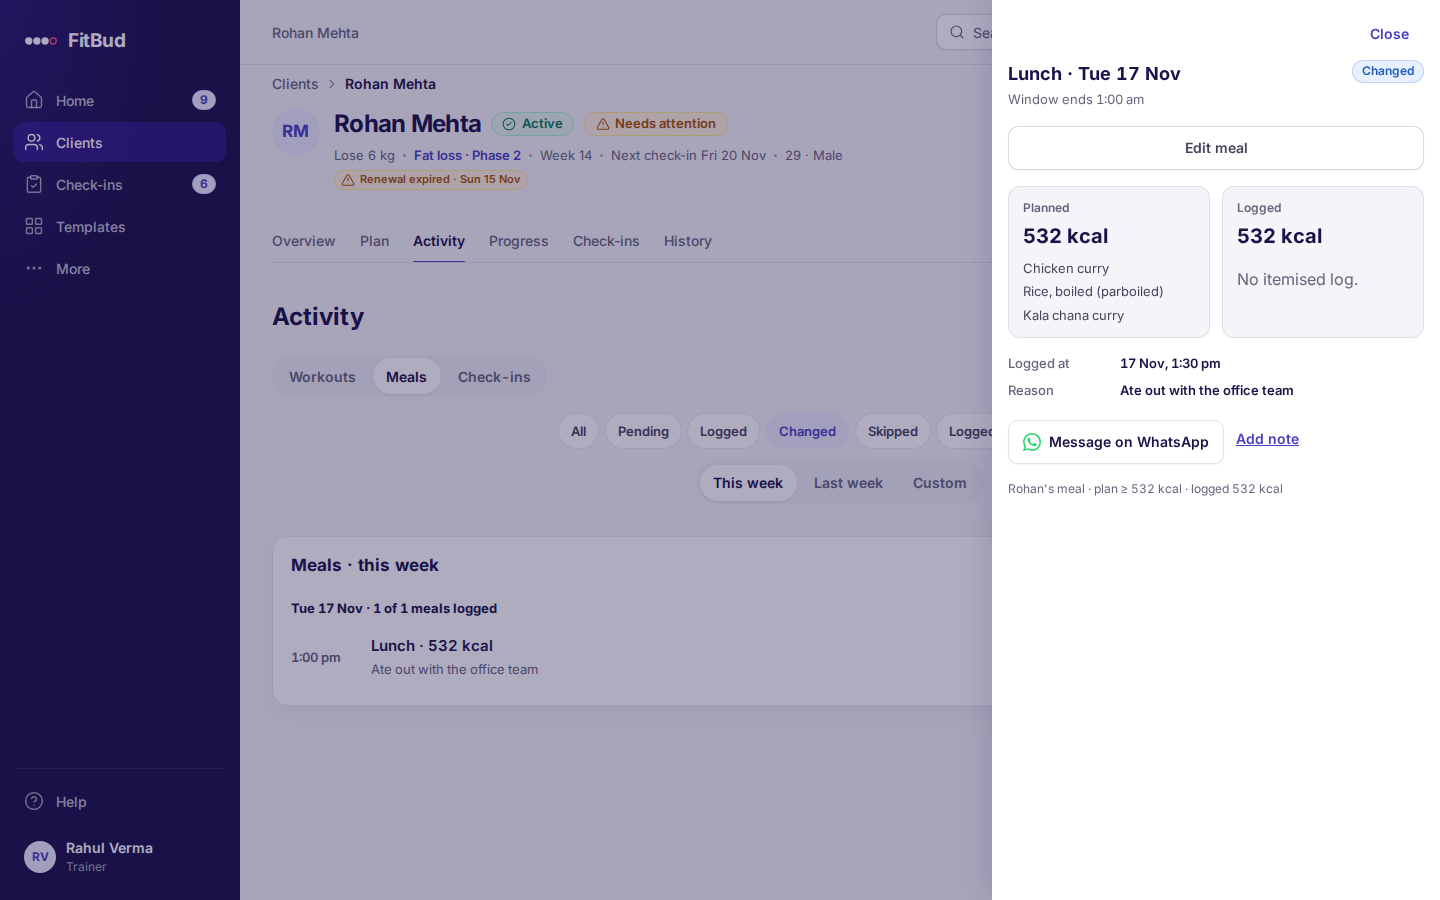 FitBud
Home
9
Clients
Check-ins
6
Templates
More
Help
RV
Rahul Verma
Trainer
Rohan Mehta
Clients
Rohan Mehta
RM
Rohan Mehta
Active
Needs attention
Lose 6 kg · Fat loss · Phase 2 · Week 14 · Next check-in Fri 20 Nov · 29 · Male
Renewal expired · Sun 15 Nov
Overview
Plan
Activity
Progress
Check-ins
History
Activity
Workouts
Meals
Check-ins
All
Pending
Logged
Changed
Skipped
This week
Last week
Custom
Meals · this week
Tue 17 Nov · 1 of 1 meals logged
1:00 pm
Lunch · 532 kcal
Ate out with the office team
Close
Lunch · Tue 17 Nov
Changed
Window ends 1:00 am
Edit meal
Planned
532 kcal
Chicken curry
Rice, boiled (parboiled)
Kala chana curry
Logged
532 kcal
No itemised log.
Logged at
17 Nov, 1:30 pm
Reason
Ate out with the office team
Message on WhatsApp
Add note
Rohan's meal · plan ≥ 532 kcal · logged 532 kcal